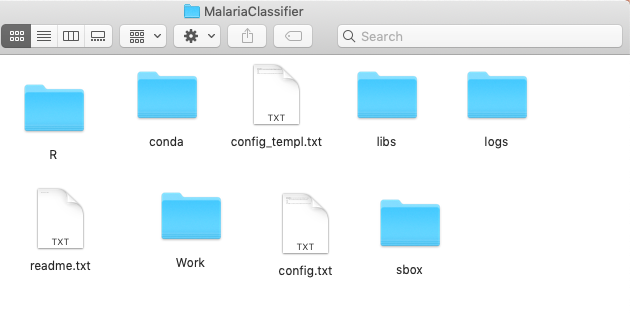 MalariaClassifier
Search
TXT
R
conda
config_templ.txt
libs
logs
TXT
TXT
readme.txt
Work
config.txt
sbox